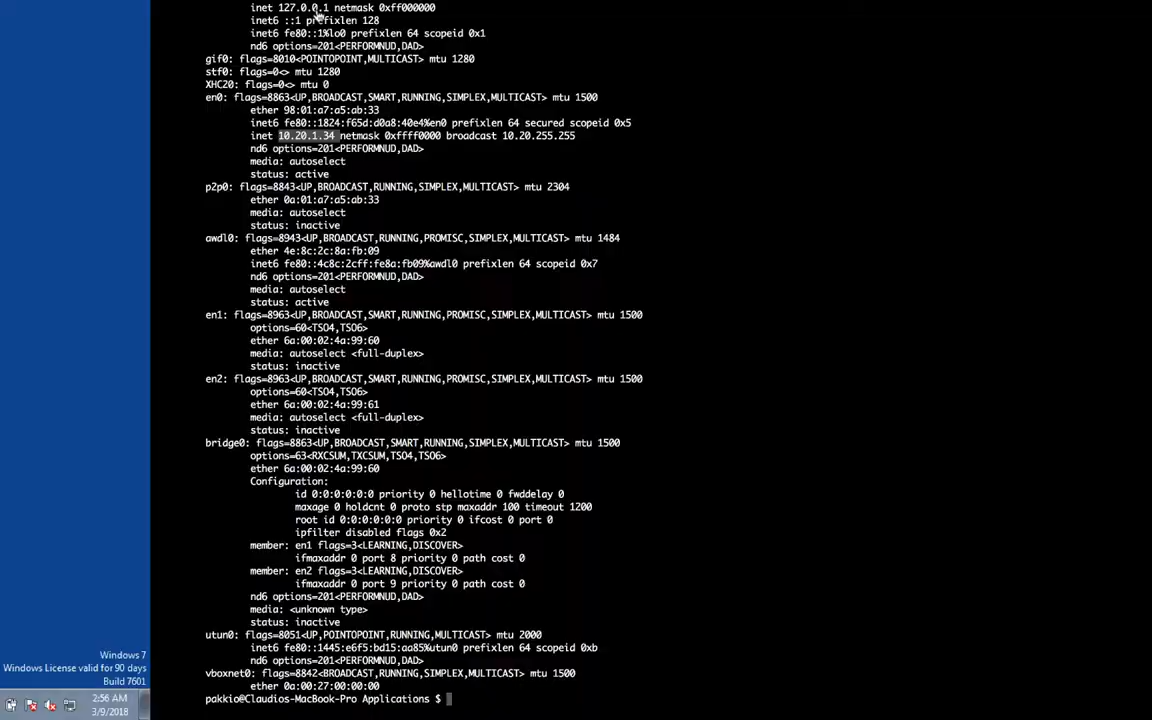 inet 127.0.0.1 netmask 0xff000000
inet6 ::1 prefixlen 128
inet6 fe80::1%lo0 prefixlen 64 scopeid 0x1
nd6 options=201<PERFORMNUD,DAD>
gif0: flags=8010<POINTOPOINT,MULTICAST> mtu 1280
stf0: flags=0<> mtu 1280
XHC20: flags=0<> mtu 0
en0: flags=8863<UP,BROADCAST,SMART,RUNNING,SIMPLEX,MULTICAST> mtu 1500
ether 98:01:a7:a5:ab:33
inet6 fe80::1824:f65d:d0a8:40e4%en0 prefixlen 64 secured scopeid 0x5
inet 10.20.1.34 netmask 0xffff0000 broadcast 10.20.255.255
nd6 options=201<PERFORMNUD,DAD>
media: autoselect
status: active
p2p0: flags=8843<UP,BROADCAST,RUNNING,SIMPLEX,MULTICAST> mtu 2304
ether 0a:01:a7:a5:ab:33
media: autoselect
status: inactive
awdl0: flags=8943<UP,BROADCAST,RUNNING,PROMISC,SIMPLEX,MULTICAST> mtu 1484
ether 4e:8c:2c:8a:fb:09
inet6 fe80::4c8c:2cff:fe8a:fb09%awdl0 prefixlen 64 scopeid 0x7
nd6 options=201<PERFORMNUD,DAD>
media: autoselect
status: active
en1: flags=8963<UP,BROADCAST,SMART,RUNNING,PROMISC,SIMPLEX,MULTICAST> mtu 1500
options=60<TSO4,TSO6>
ether 6a:00:02:4a:99:60
media: autoselect <full-duplex>
status: inactive
en2: flags=8963<UP,BROADCAST,SMART,RUNNING,PROMISC,SIMPLEX,MULTICAST> mtu 1500
options=60<TSO4,TSO6>
ether 6a:00:02:4a:99:61
media: autoselect <full-duplex>
status: inactive
bridge0: flags=8863<UP,BROADCAST,SMART,RUNNING,SIMPLEX,MULTICAST> mtu 1500
options=63<RXCSUM,TXCSUM,TSO4,TSO6>
ether 6a:00:02:4a:99:60
Configuration:
id 0:0:0:0:0:0 priority 0 hellotime 0 fwddelay 0
maxage 0 holdcnt 0 proto stp maxaddr 100 timeout 1200
root id 0:0:0:0:0:0 priority 0 ifcost 0 port 0
ipfilter disabled flags 0x2
member: en1 flags=3<LEARNING,DISCOVER>
ifmaxaddr 0 port 8 priority 0 path cost 0
member: en2 flags=3<LEARNING,DISCOVER>
ifmaxaddr 0 port 9 priority 0 path cost 0
nd6 options=201<PERFORMNUD,DAD>
media: <unknown type>
status: inactive
utun0: flags=8051<UP,POINTOPOINT,RUNNING,MULTICAST> mtu 2000
inet6 fe80::1445:e6f5:bd15:aa85%utun0 prefixlen 64 scopeid 0xb
nd6 options=201<PERFORMNUD,DAD>
vboxnet0: flags=8842<BROADCAST,RUNNING,SIMPLEX,MULTICAST> mtu 1500
ether 0a:00:27:00:00:00
pakkio@Claudios-MacBook-Pro Applications $
Windows 7
Windows License valid for 90 days
Build 7601
2:56 AM
3/9/2018